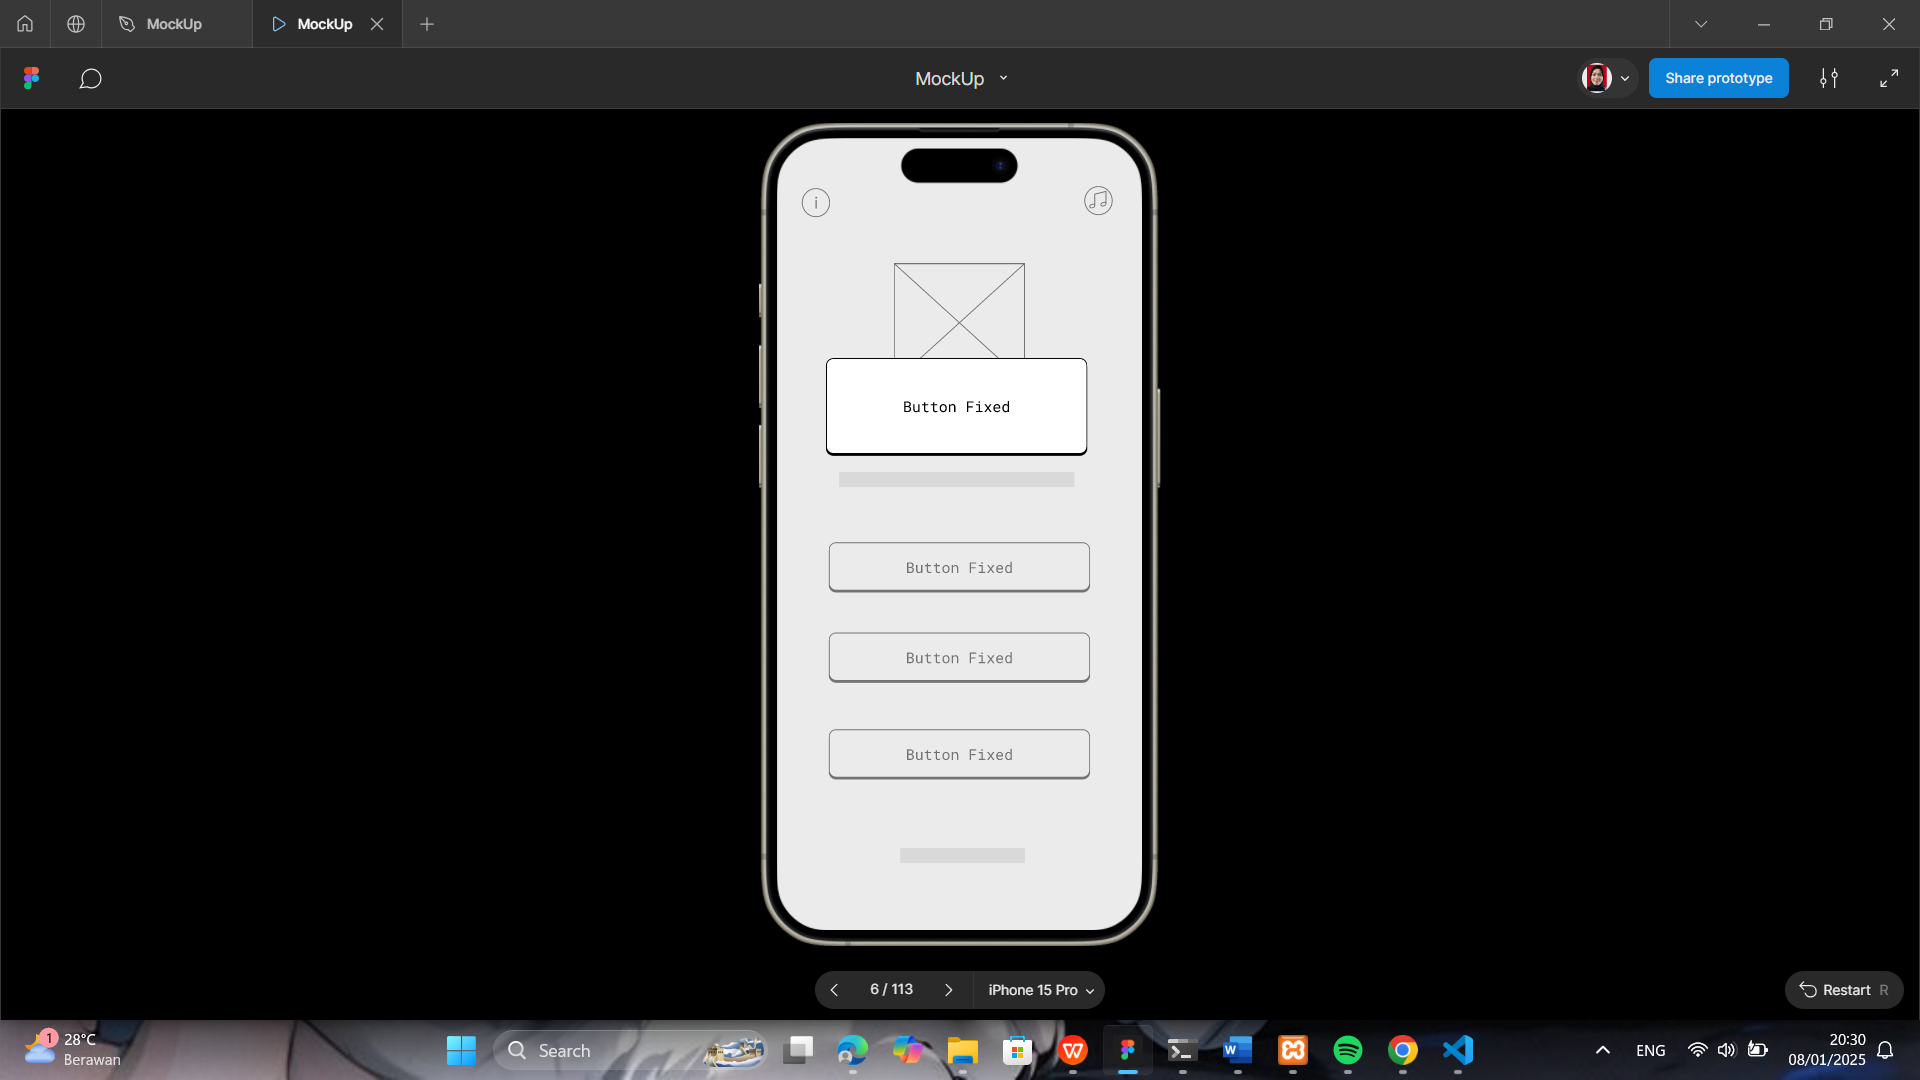 MockUp
MockUp
MockUp
Share prototype
i
Button Fixed
Button Fixed
Button Fixed
Button Fixed
6 / 113
iPhone 15 Pro
Restart R
1
28°C
Berawan
Search
W
W
ENG
20:30
08/01/2025